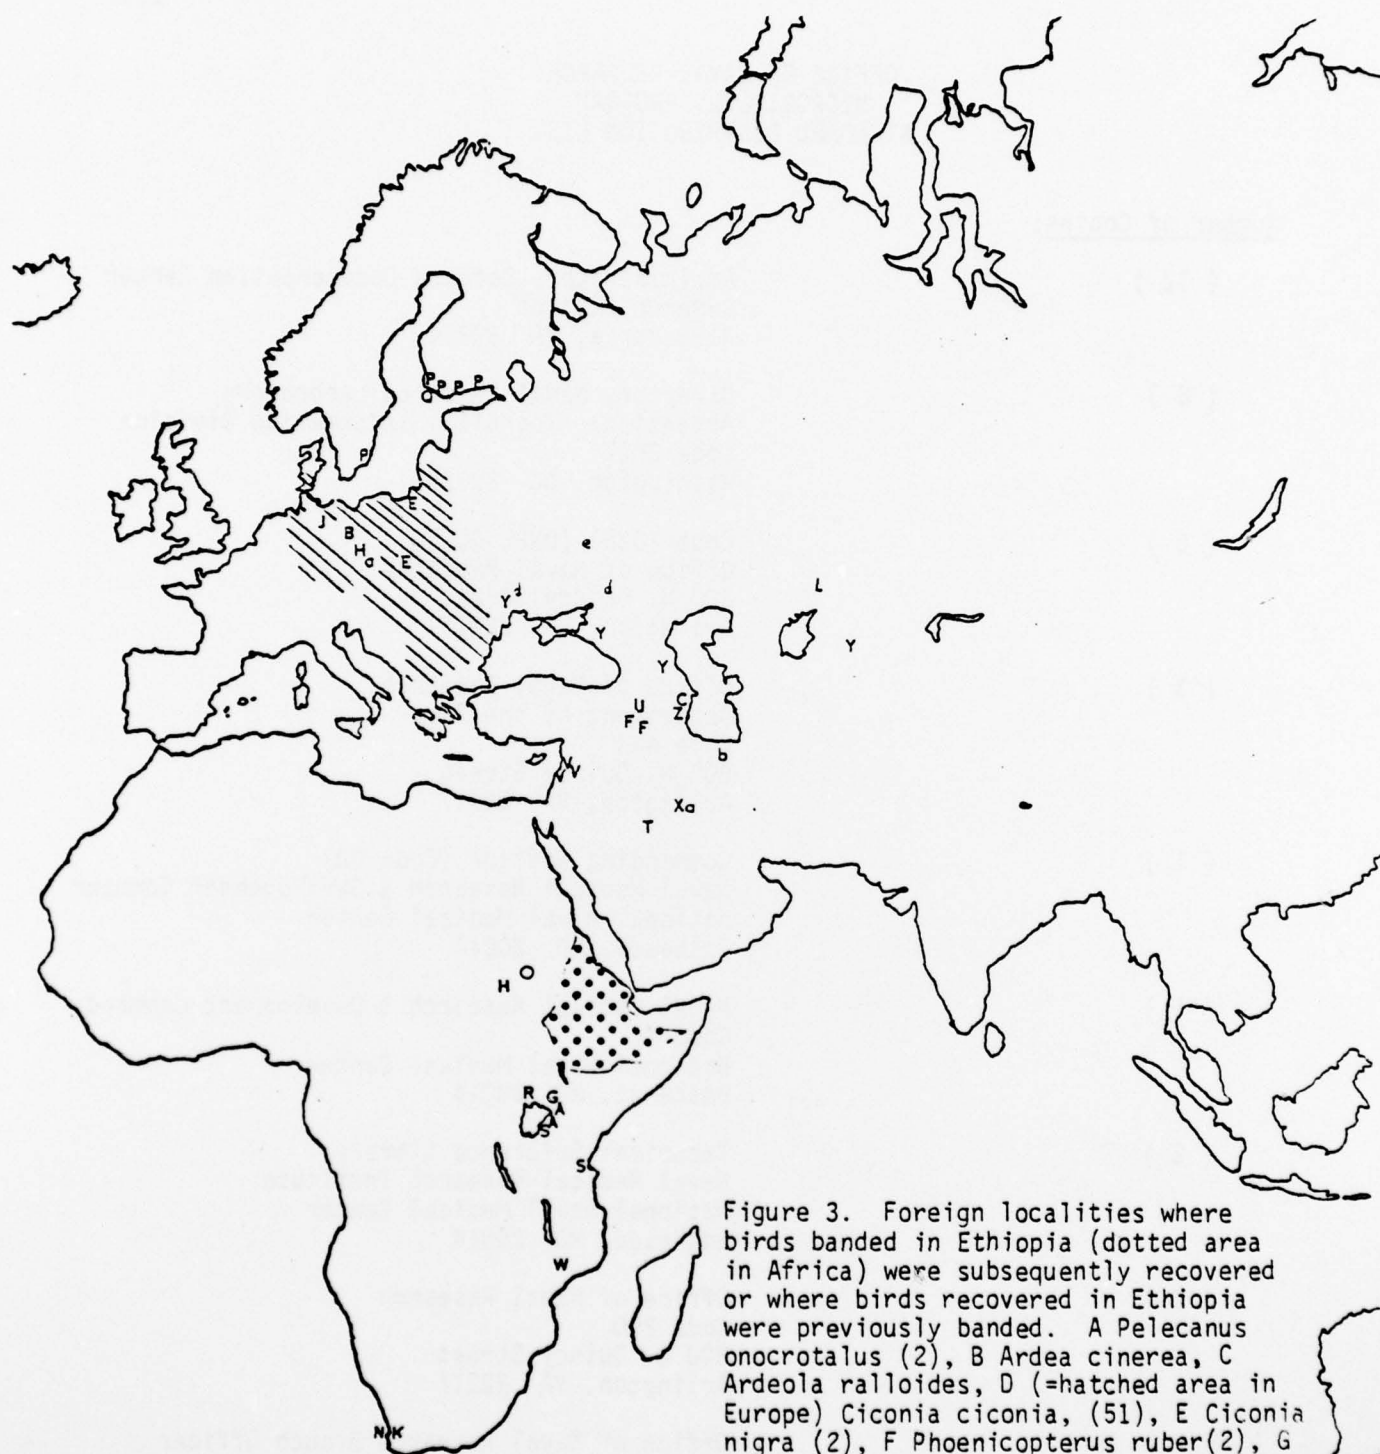 P P P P
Q
P
E
J
B
e
H a
E
Y d d L
Y Y
Y
U C
F F Z
b
V V
X a
T
H O
R G
A
A
S
S
W
N K
Figure 3. Foreign localities where
birds banded in Ethiopia (dotted area
in Africa) were subsequently recovered
or where birds recovered in Ethiopia
were previously banded. A Pelecanus
onocrotalus (2), B Ardea cinerea, C
Ardeola ralloides, D (=hatched area in
Europe) Ciconia ciconia, (51), E Ciconia
nigra (2), F Phoenicopterus ruber(2), G